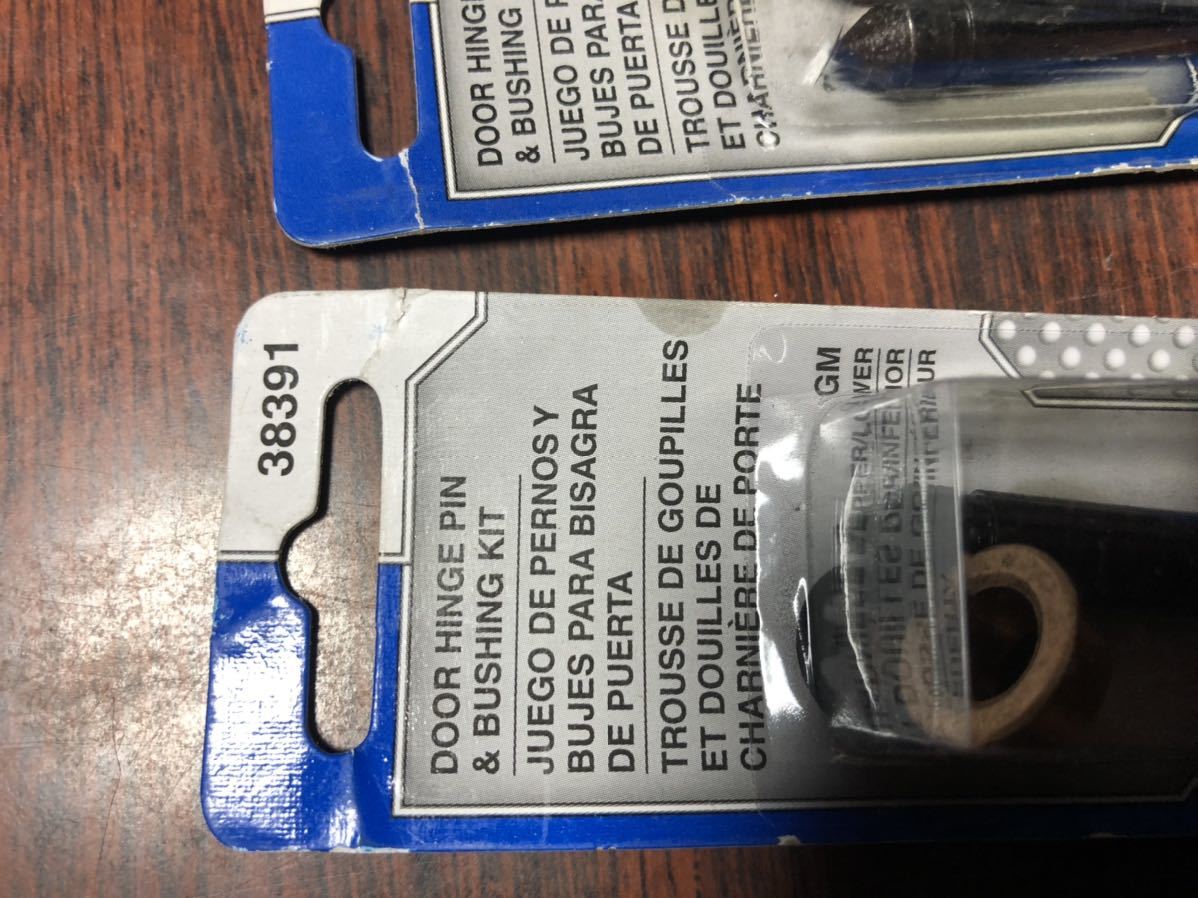 DOOR HINGE
& BUSHING
JUEGO DE
BUJES PARA
DE PUERTA
TROUSSE D
ET DOUILLE
38391
DOOR HINGE PIN
& BUSHING KIT
JUEGO DE PERNOS Y
BUJES PARA BISAGRA
DE PUERTA
TROUSSE DE GOUPILLES
ET DOUILLES DE
CHARNIÈRE DE PORTE
GM